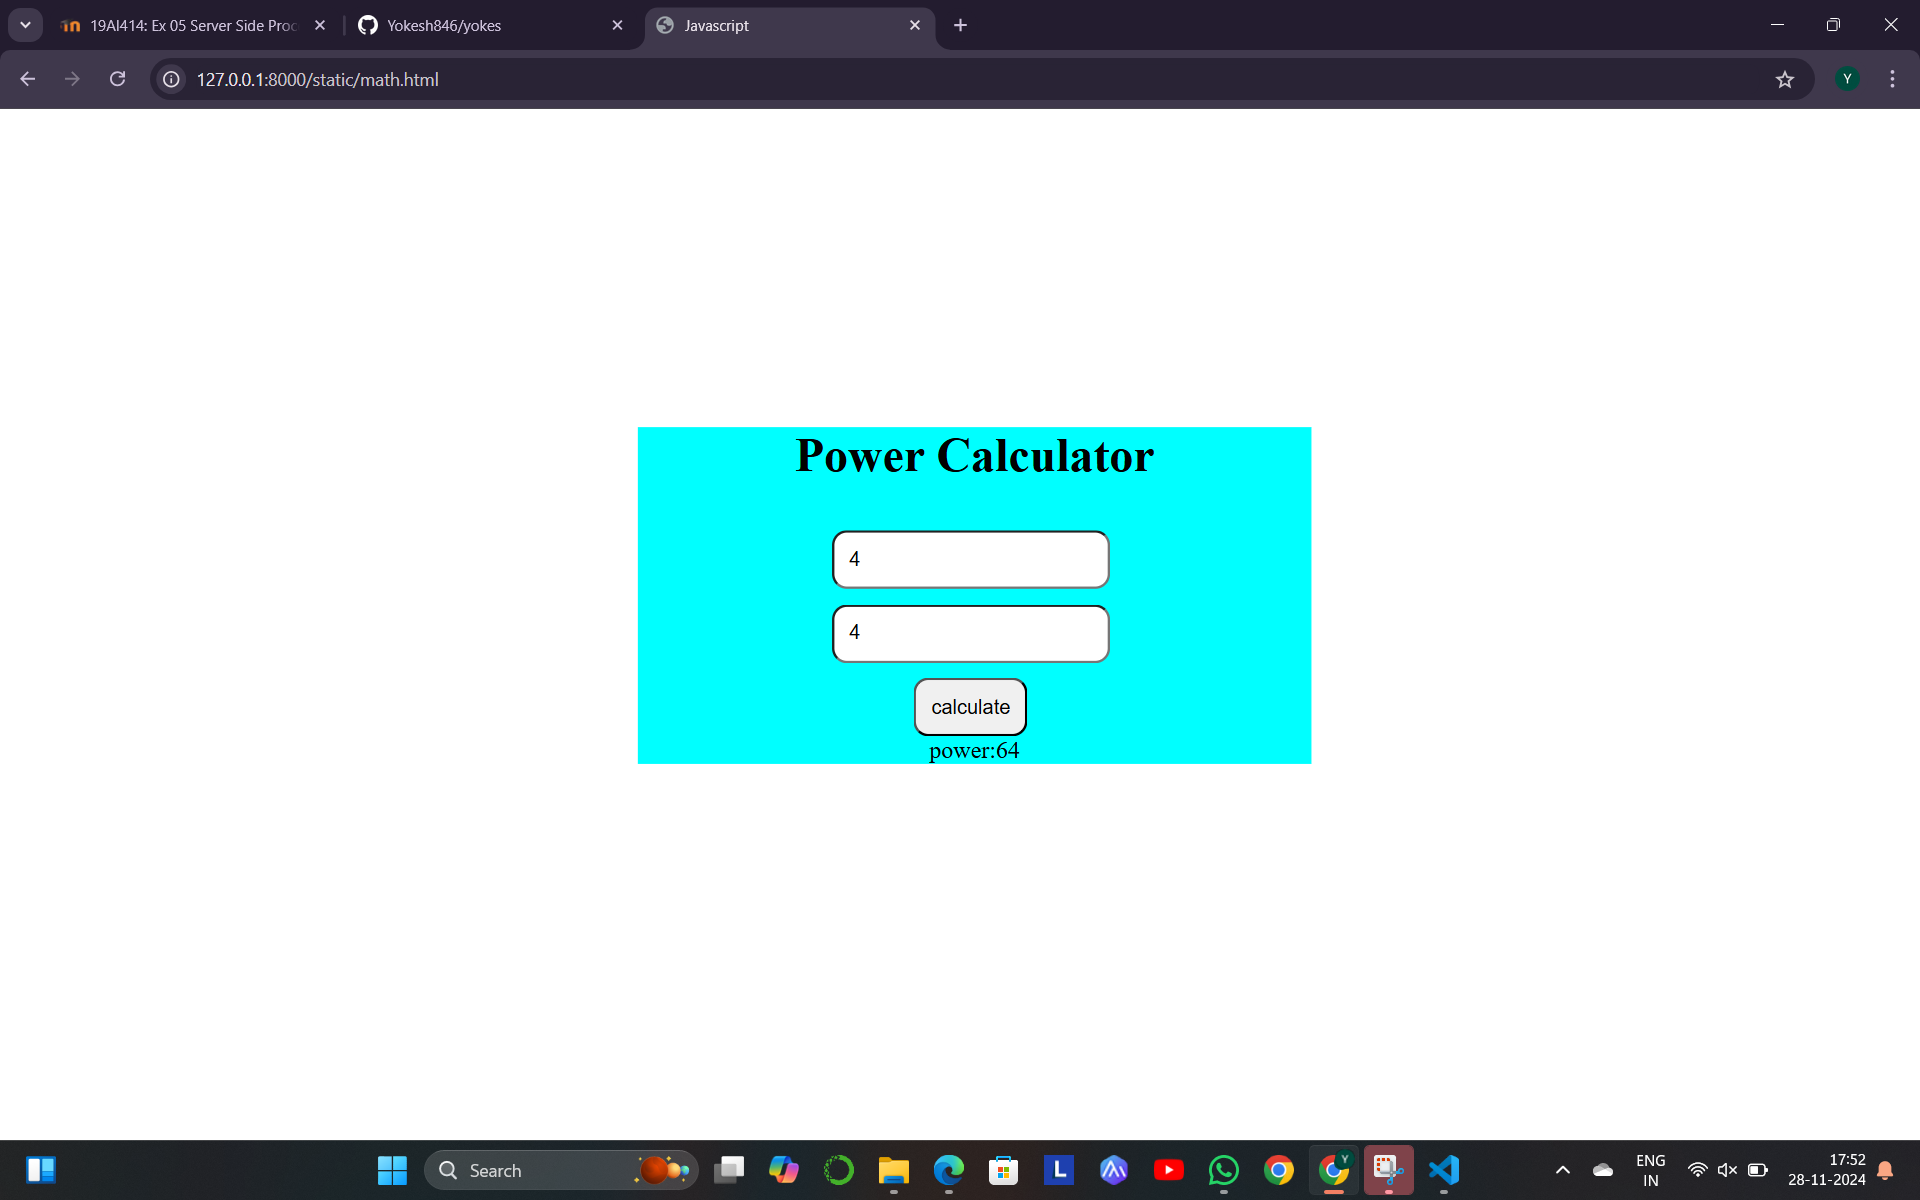 19AI414: Ex 05 Server Side Proc
Yokesh846/yokes
Javascript
127.0.0.1:8000/static/math.html
Y
Power Calculator
4
4
calculate
power:64
Search
L
Y
ENG
IN
17:52
28-11-2024